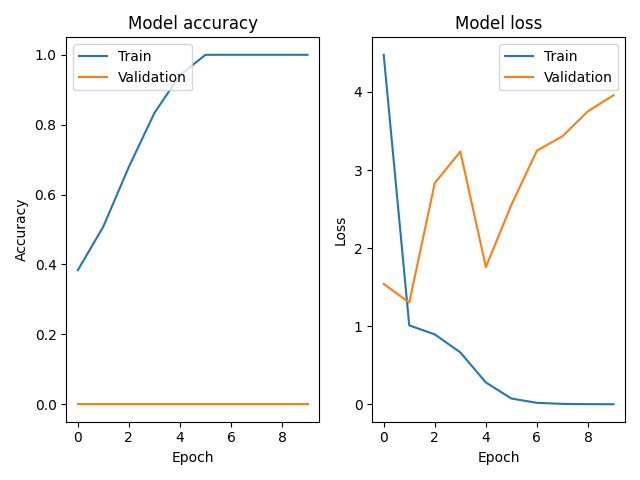 Model accuracy
Train
Validation
1.0
0.8
0.6
0.4
0.2
0.0
Accuracy
0 2 4 6 8
Epoch
Model loss
Train
Validation
4
3
2
1
0
Loss
0 2 4 6 8
Epoch